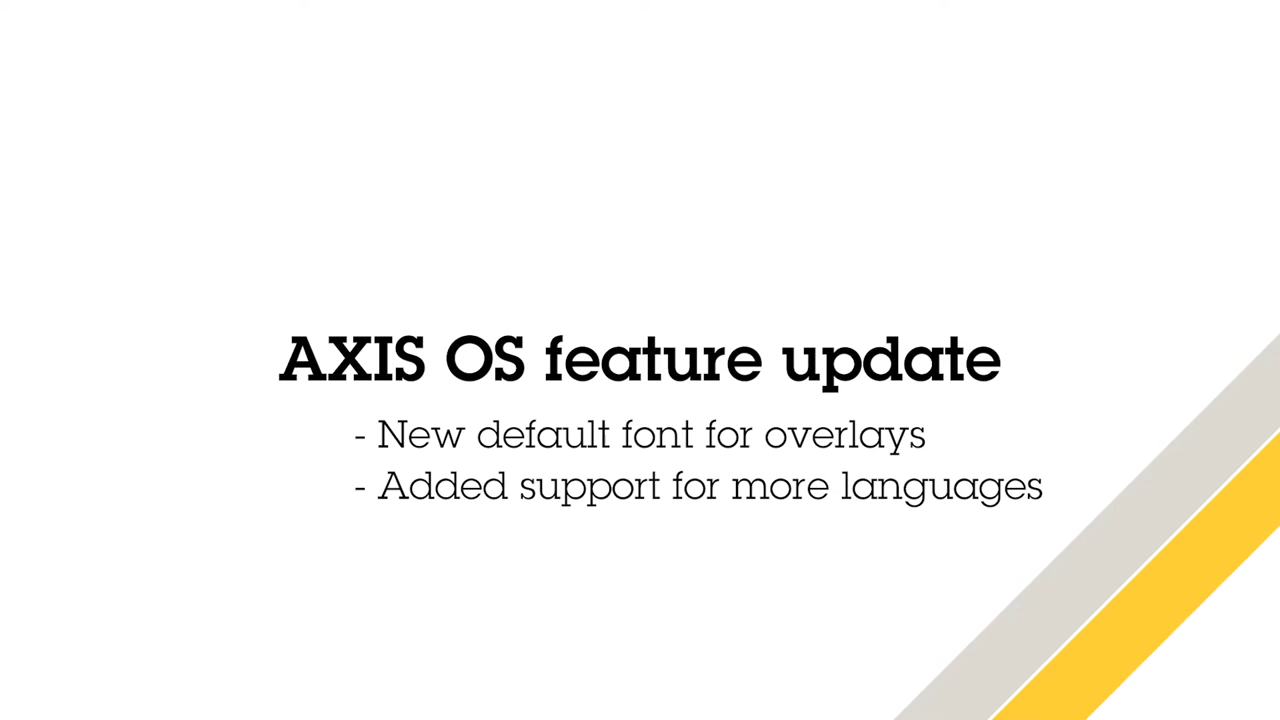 AXIS OS feature update
- New default font for overlays
- Added support for more languages